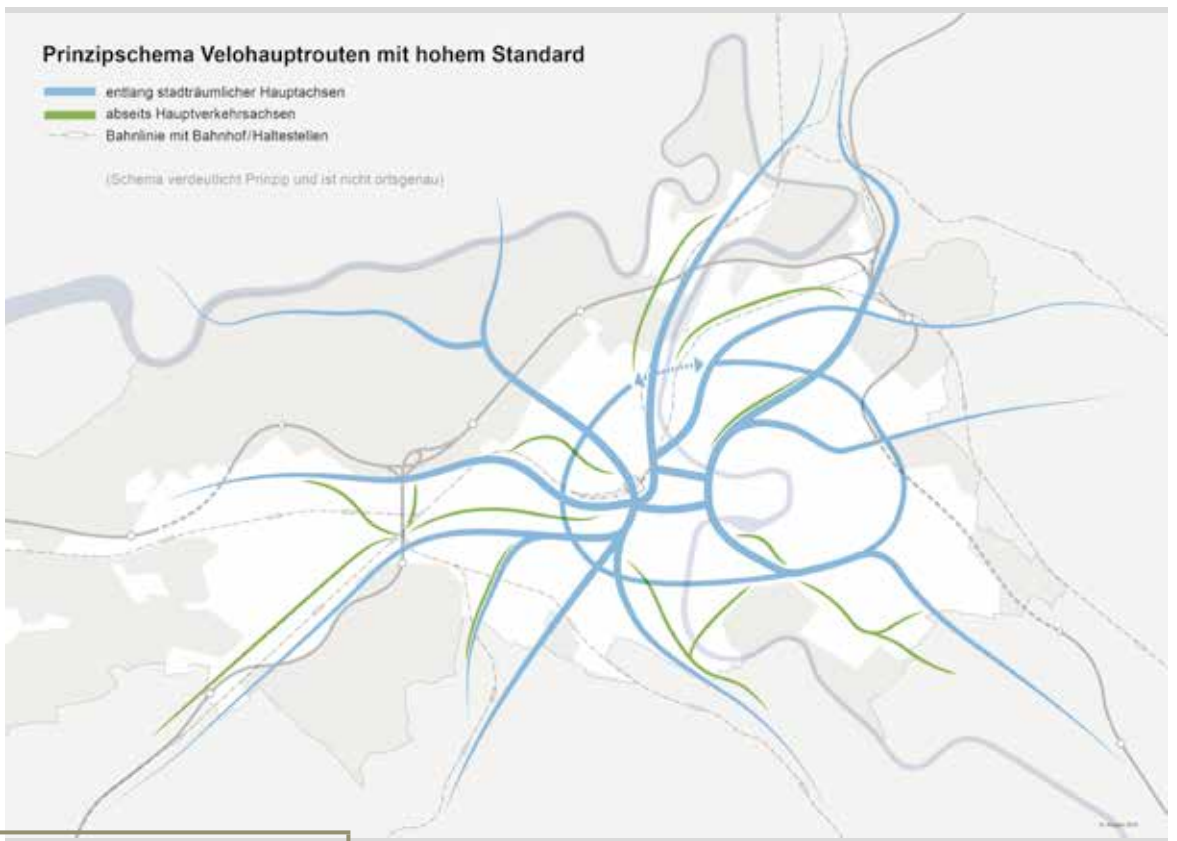 Prinzipschema Velohauptrouten mit hohem Standard
entlang stadträumlicher Hauptachsen
abseits Hauptverkehrsachsen
Bahnlinie mit Bahnhof/Haltestellen
(Schema verdeutlicht Prinzip und ist nicht ortsgenau)